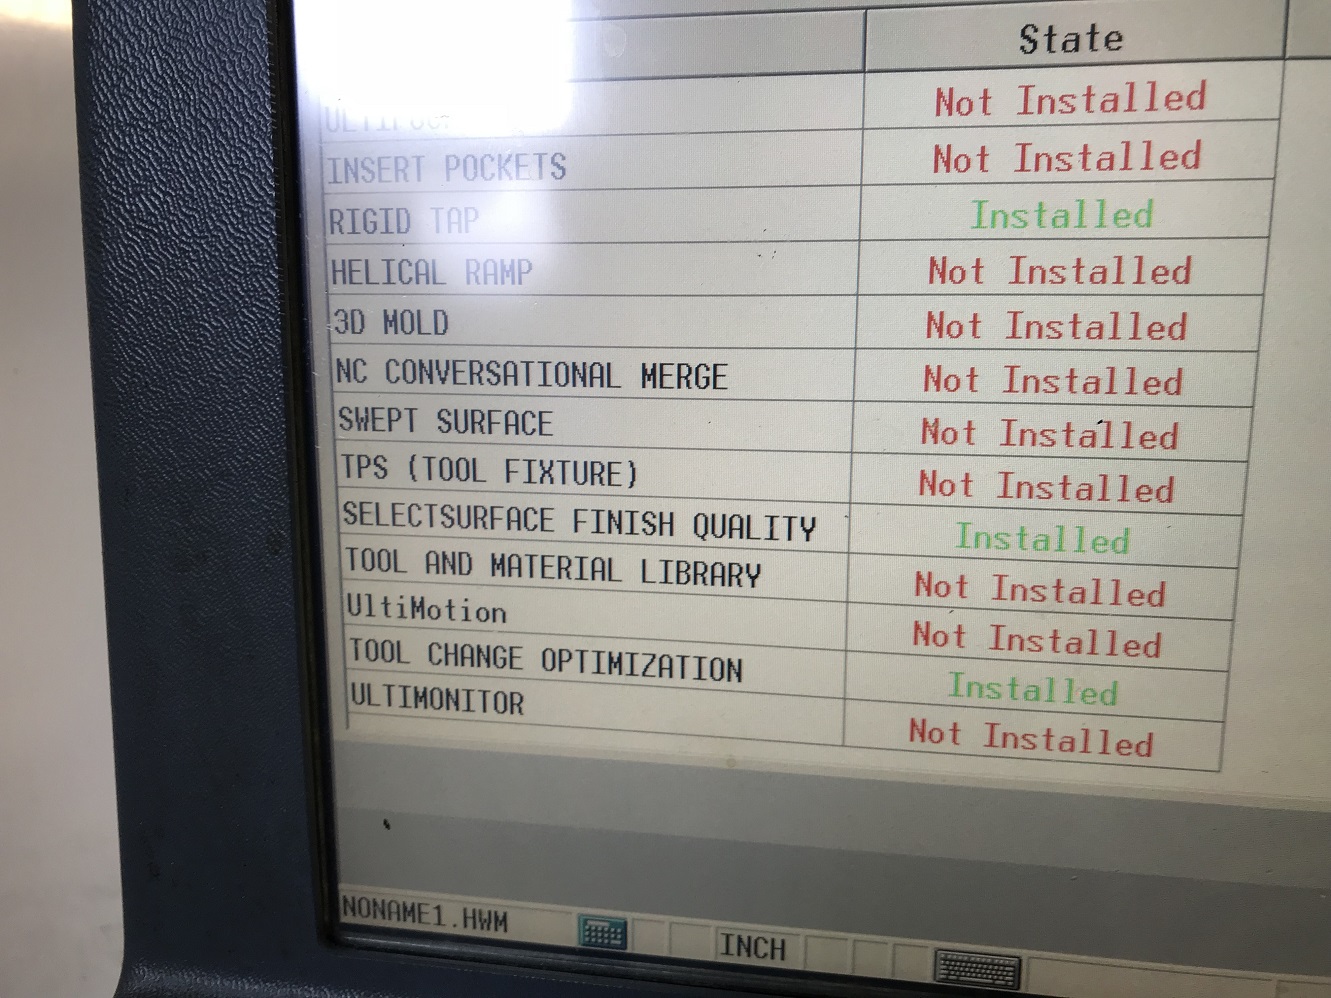 State
Not Installed
INSERT POCKETS Not Installed
RIGID TAP Installed
HELICAL RAMP Not Installed
3D MOLD Not Installed
NC CONVERSATIONAL MERGE Not Installed
SWEPT SURFACE Not Installed
TPS (TOOL FIXTURE) Not Installed
SELECTSURFACE FINISH QUALITY Installed
TOOL AND MATERIAL LIBRARY Not Installed
UltiMotion Not Installed
TOOL CHANGE OPTIMIZATION Installed
ULTIMONITOR Not Installed
NONAME1.HWM INCH